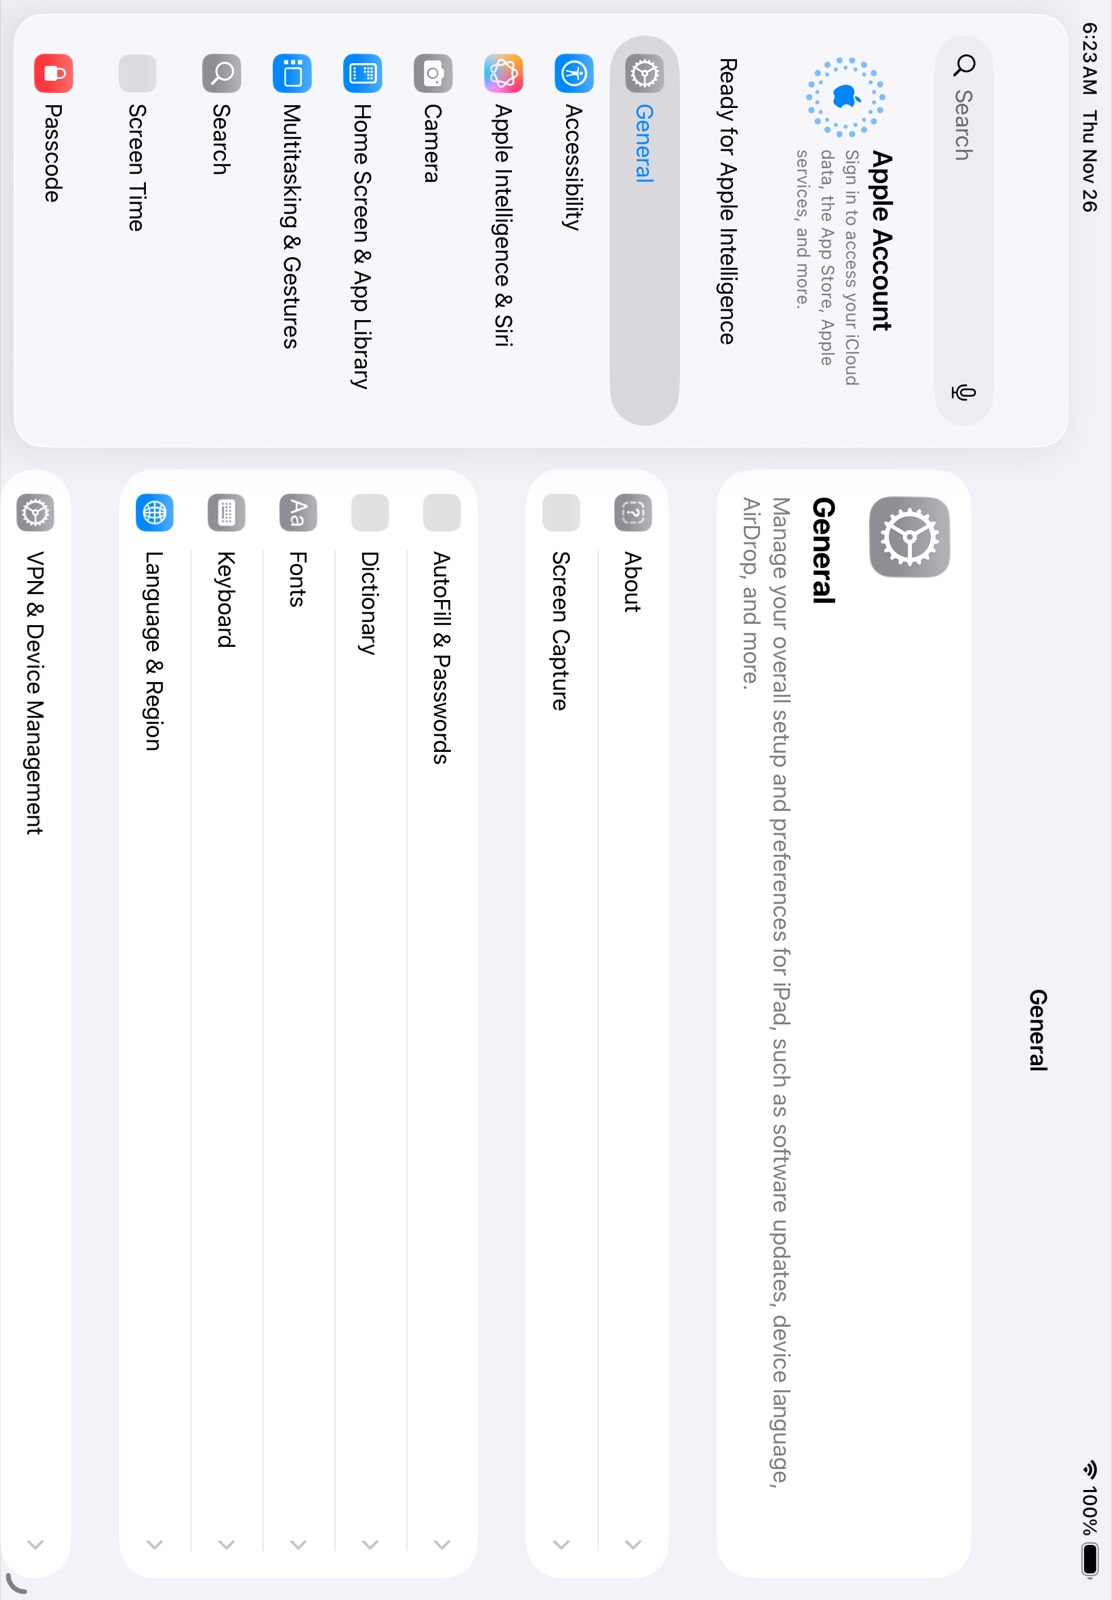 6:23 AM Thu Nov 26
100%
Search
Apple Account
Sign in to access your iCloud
data, the App Store, Apple
services, and more.
Ready for Apple Intelligence
General
Accessibility
Apple Intelligence & Siri
Camera
Home Screen & App Library
Multitasking & Gestures
Search
Screen Time
Passcode
General
General
Manage your overall setup and preferences for iPad, such as software updates, device language,
AirDrop, and more.
About
Screen Capture
AutoFill & Passwords
Dictionary
Aa Fonts
Keyboard
Language & Region
VPN & Device Management